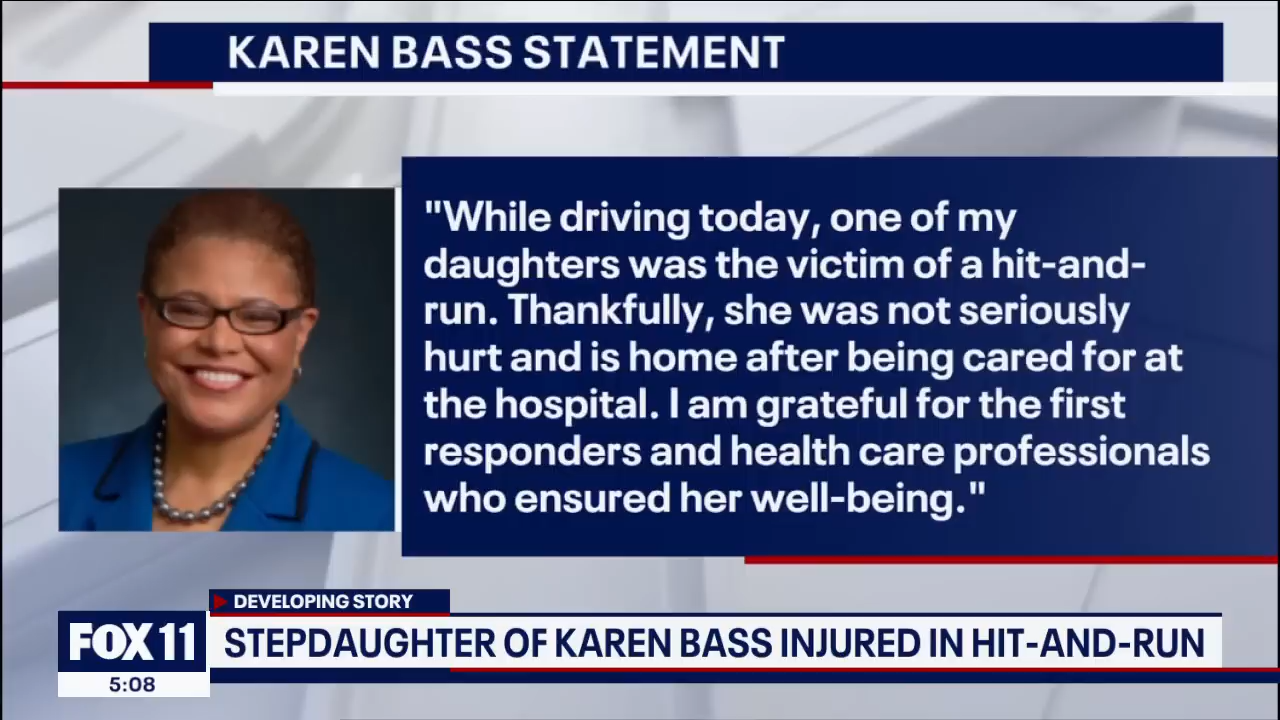 KAREN BASS STATEMENT
"While driving today, one of my
daughters was the victim of a hit-and-
run. Thankfully, she was not seriously
hurt and is home after being cared for at
the hospital. I am grateful for the first
responders and health care professionals
who ensured her well-being."
DEVELOPING STORY
FOX 11
STEPDAUGHTER OF KAREN BASS INJURED IN HIT-AND-RUN
5:08